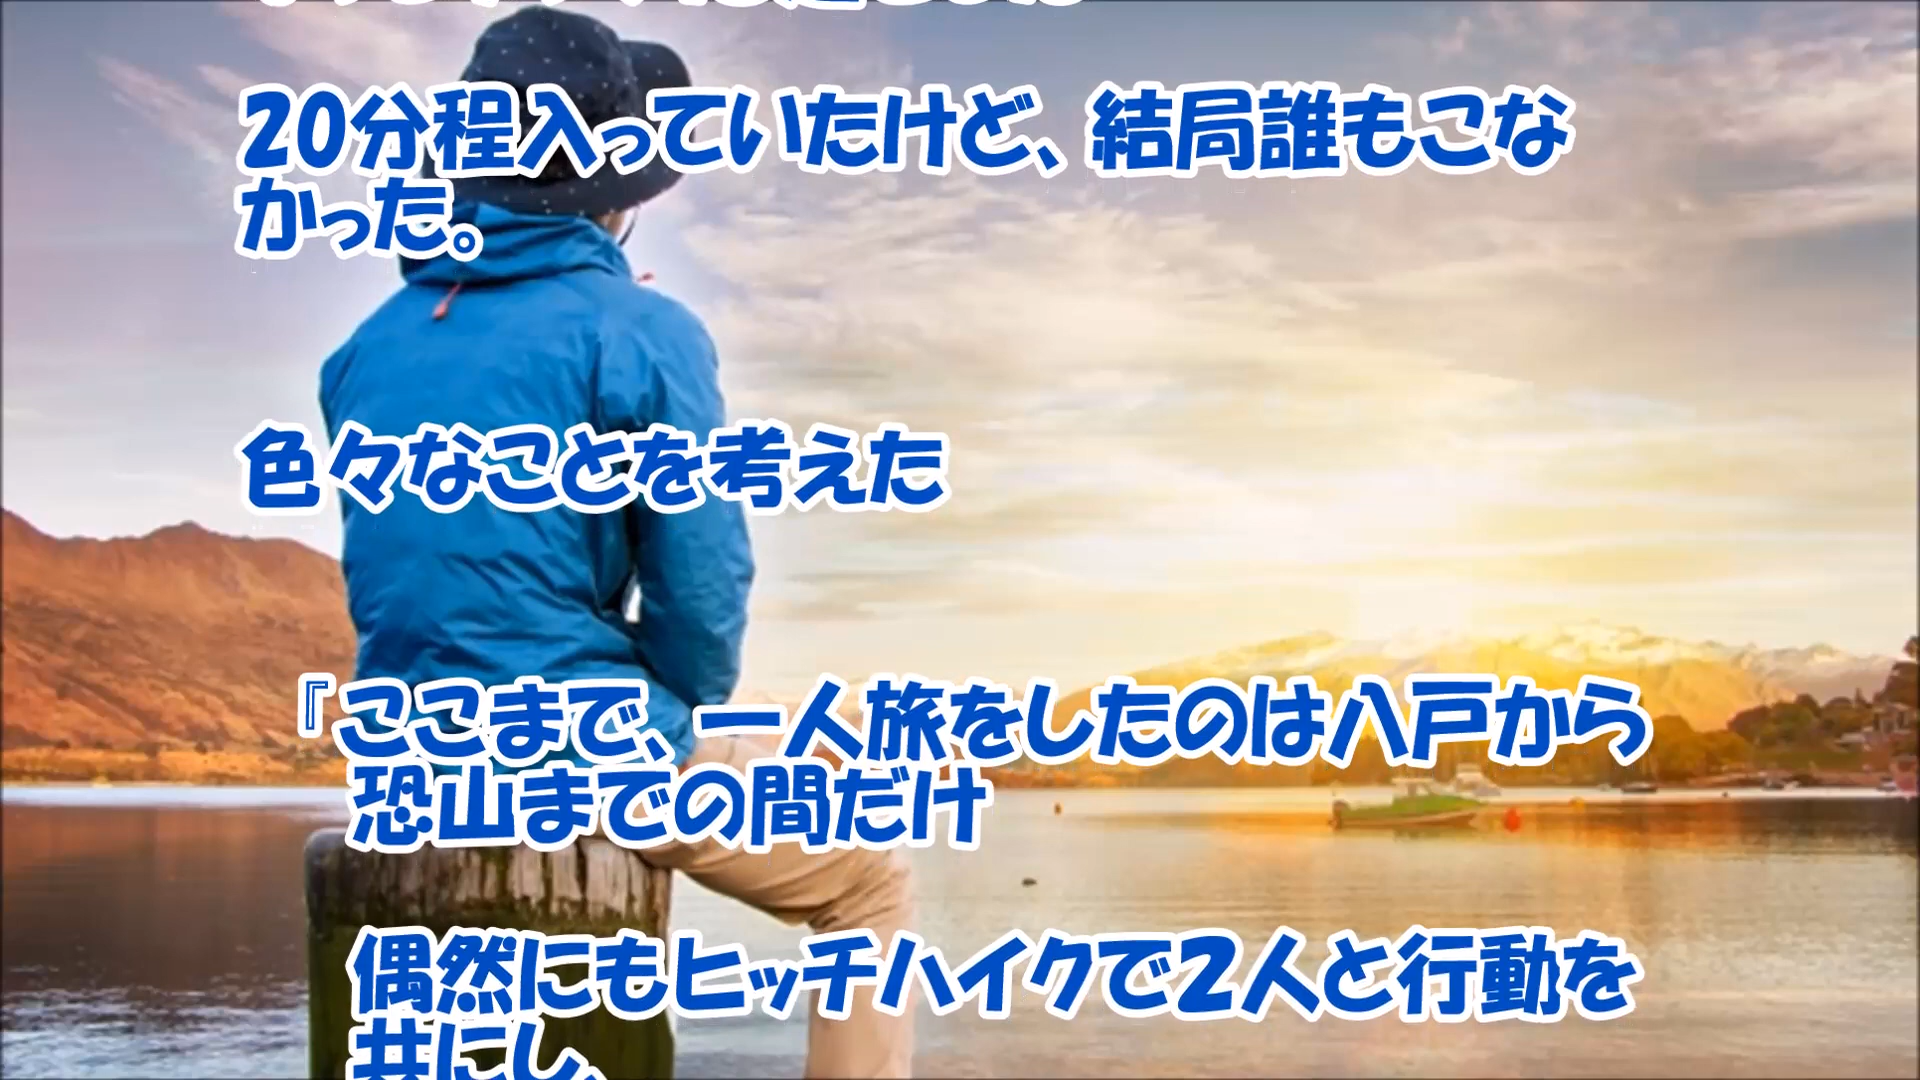 20分程入っていたけど、結局誰もこな
かった。
色々なことを考えた
『ここまで、一人旅をしたのは八戸から
恐山までの間だけ
偶然にもヒッチハイクで2人と行動を
共にし、